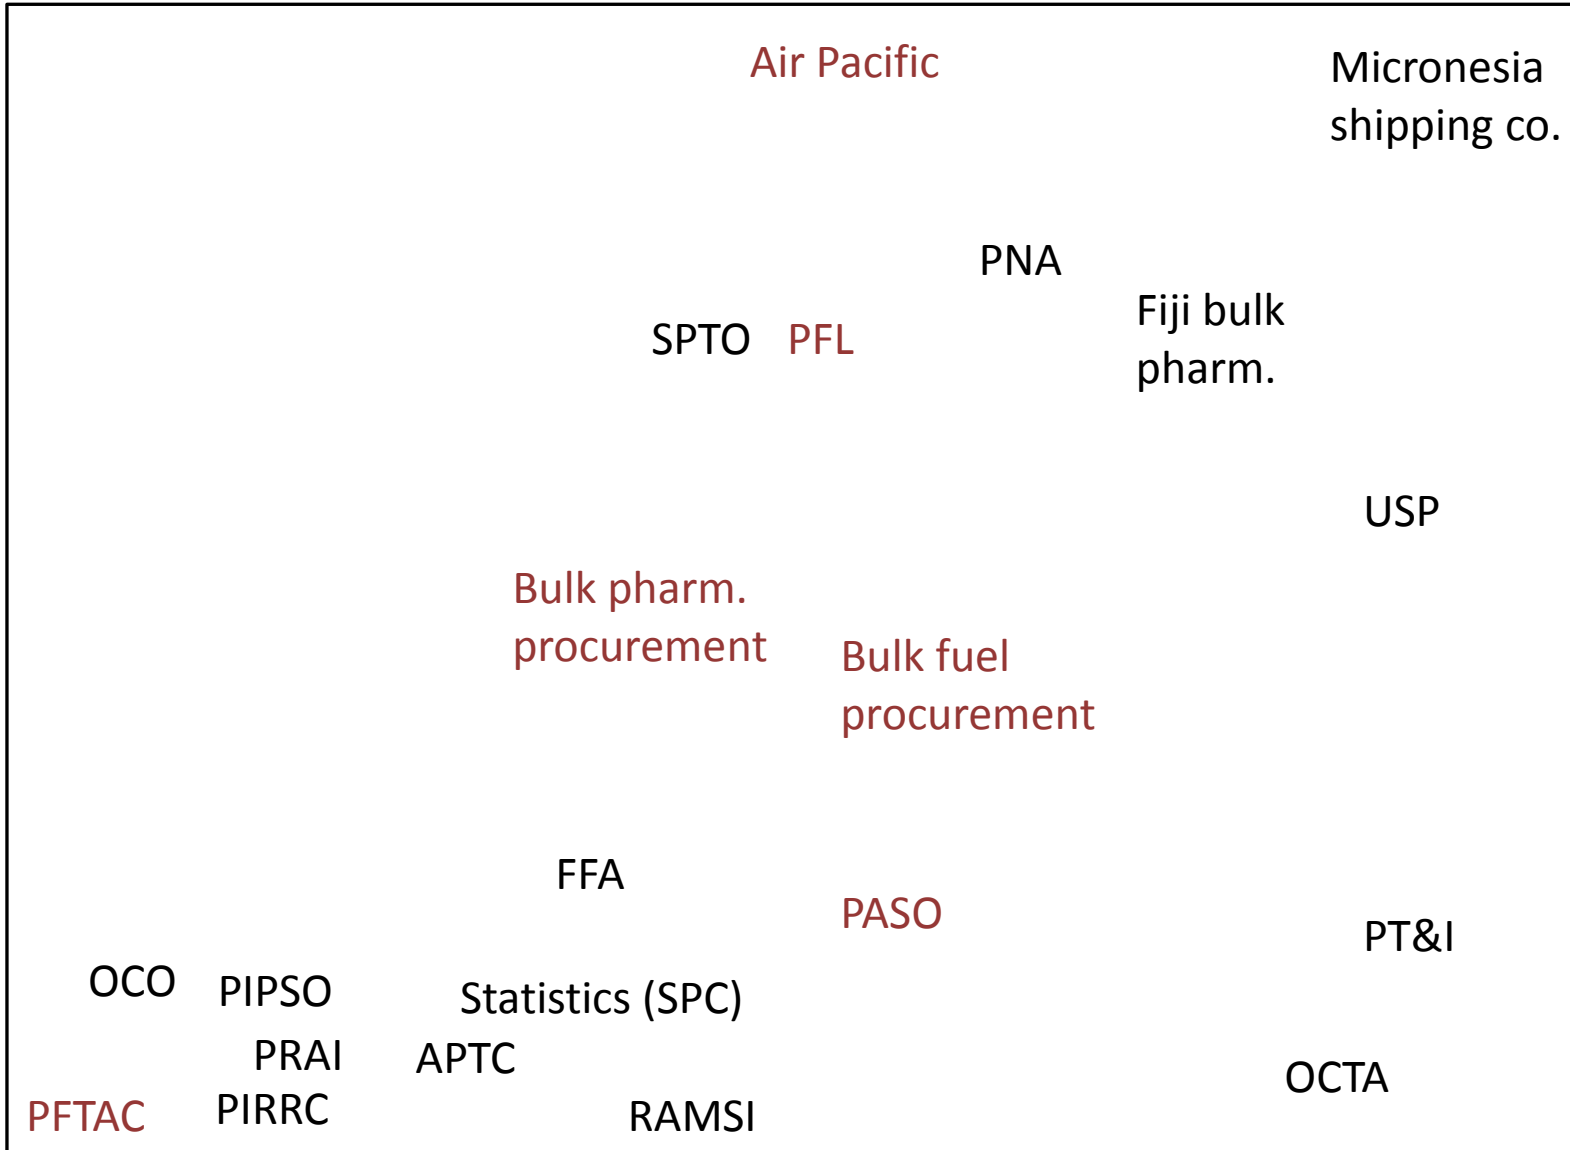 Air Pacific
Micronesia
shipping co.
PNA
Fiji bulk
pharm.
SPTO
PFL
USP
Bulk pharm.
procurement
Bulk fuel
procurement
FFA
PASO
PT&I
OCO
PIPSO
Statistics (SPC)
PRAI
APTC
OCTA
PFTAC
PIRRC
RAMSI